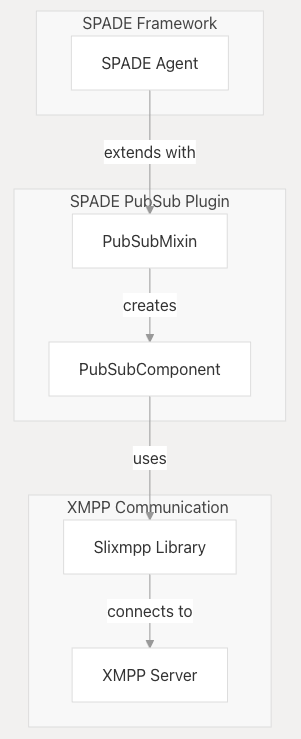 SPADE Framework
SPADE Agent
extends with
SPADE PubSub Plugin
PubSubMixin
creates
PubSubComponent
uses
XMPP Communication
Slixmpp Library
connects to
XMPP Server